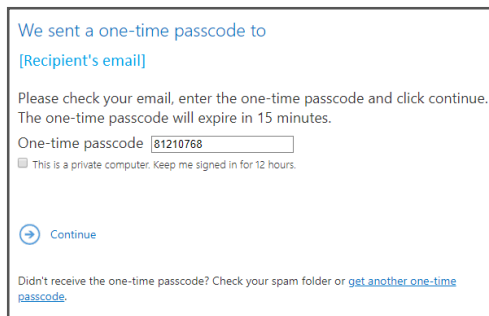 We sent a one-time passcode to
[Recipient's email]
Please check your email, enter the one-time passcode and click continue.
The one-time passcode will expire in 15 minutes.
One-time passcode 81210768
This is a private computer. Keep me signed in for 12 hours.
Continue
Didn't receive the one-time passcode? Check your spam folder or get another one-time
passcode.